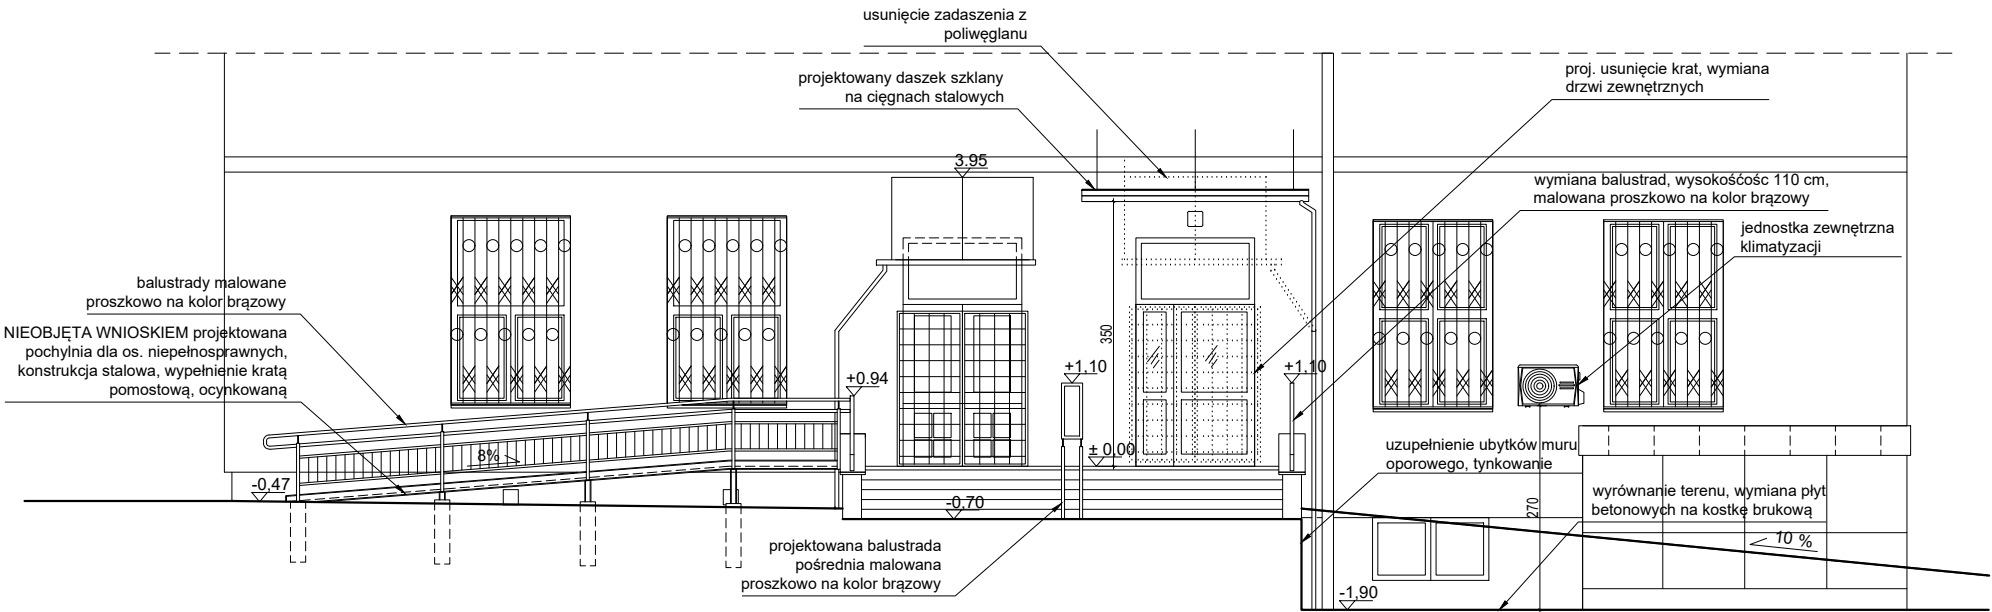 usunięcie zadaszenia z
poliwęglanu
projektowany daszek szklany
na cięgnach stalowych
proj. usunięcie krat, wymiana
drzwi zewnętrznych
3.95
wymiana balustrad, wysokośćośc 110 cm,
malowana proszkowo na kolor brązowy
jednostka zewnętrzna
klimatyzacji
balustrady malowane
proszkowo na kolor brązowy
NIEOBJĘTA WNIOSKIEM projektowana
pochylnia dla os. niepełnosprawnych,
konstrukcja stalowa, wypełnienie kratą
pomostową, ocynkowaną
350
+0.94
+1,10
+1,10
± 0,00
8%
-0,47
-0,70
uzupełnienie ubytków muru
oporowego, tynkowanie
wyrównanie terenu, wymiana płyt
betonowych na kostkę brukową
270
10 %
projektowana balustrada
pośrednia malowana
proszkowo na kolor brązowy
-1,90